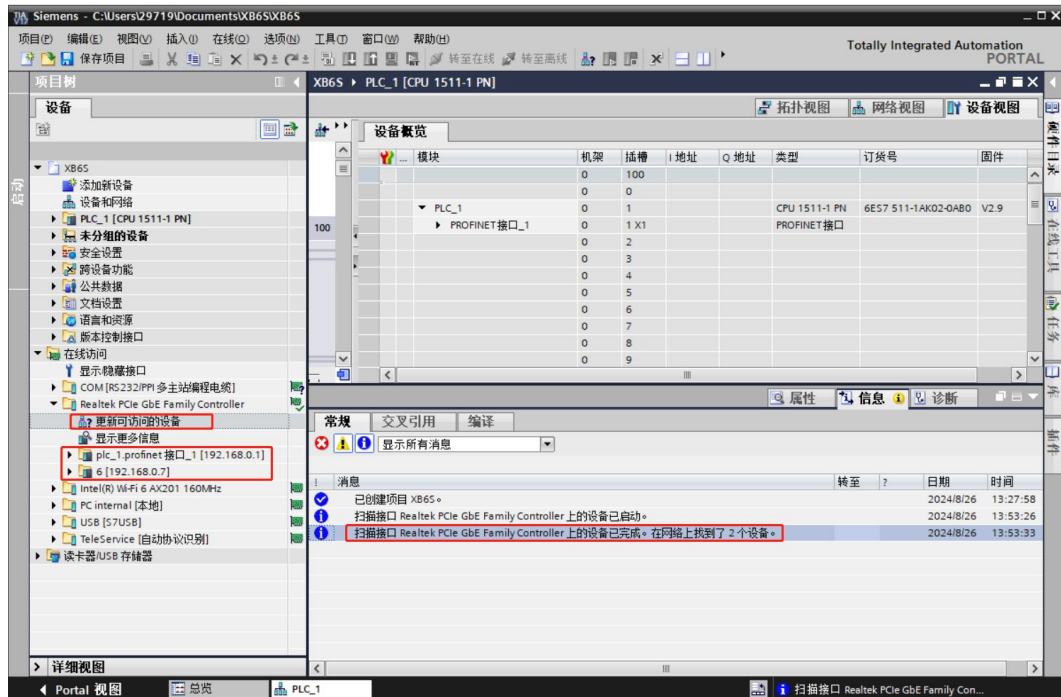 Siemens - C:\Users\29719\Documents\XB6S\XB6S
项目(P) 编辑(E) 视图(V) 插入(I) 在线(O) 选项(N) 工具(T) 窗口(W) 帮助(H)
Totally Integrated Automation
PORTAL
保存项目 转至在线 转至离线
项目树
XB6S ▸ PLC_1 [CPU 1511-1 PN]
设备
拓扑视图 网络视图 设备视图
设备概览
... 模块 机架 插槽 I 地址 Q 地址 类型 订货号 固件
0 100
0 0
PLC_1 0 1 CPU 1511-1 PN 6ES7 511-1AK02-0AB0 V2.9
PROFINET接口_1 0 1 X1 PROFINET接口
0 2
0 3
0 4
0 5
0 6
0 7
0 8
0 9
100
启动
XB6S
添加新设备
设备和网络
PLC_1 [CPU 1511-1 PN]
未分组的设备
安全设置
跨设备功能
公共数据
文档设置
语言和资源
版本控制接口
在线访问
显示/隐藏接口
COM [RS232/PPI 多主站编程电缆]
Realtek PCIe GbE Family Controller
更新可访问的设备
显示更多信息
plc_1.profinet 接口_1 [192.168.0.1]
6 [192.168.0.7]
Intel(R) Wi-Fi 6 AX201 160MHz
PC internal [本地]
USB [S7USB]
TeleService [自动协议识别]
读卡器/USB 存储器
属性 信息 诊断
常规 交叉引用 编译
显示所有消息
! 消息 转至 ? 日期 时间
已创建项目 XB6S。 2024/8/26 13:27:58
扫描接口 Realtek PCIe GbE Family Controller 上的设备已启动。 2024/8/26 13:53:26
扫描接口 Realtek PCIe GbE Family Controller 上的设备已完成。在网络上找到了 2 个设备。 2024/8/26 13:53:33
硬件目录
在线工具
任务
库
插件
详细视图
Portal 视图 总览 PLC_1 扫描接口 Realtek PCIe GbE Family Con...